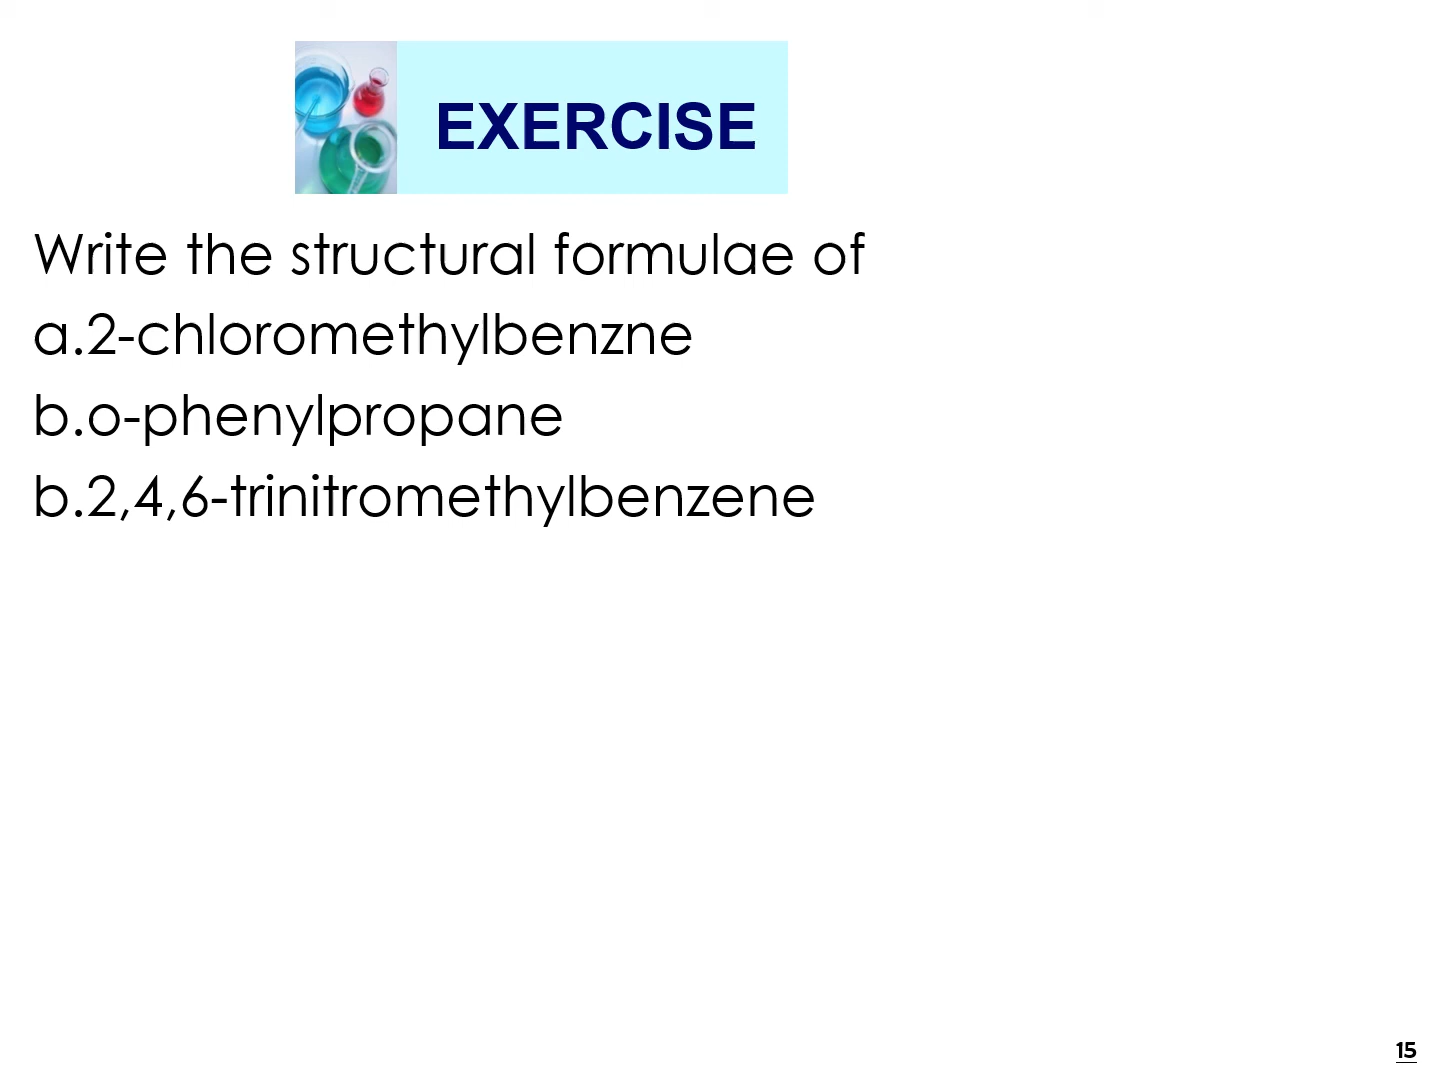 EXERCISE
Write the structural formulae of
a.2-chloromethylbenzne
b.o-phenylpropane
b.2,4,6-trinitromethylbenzene
15